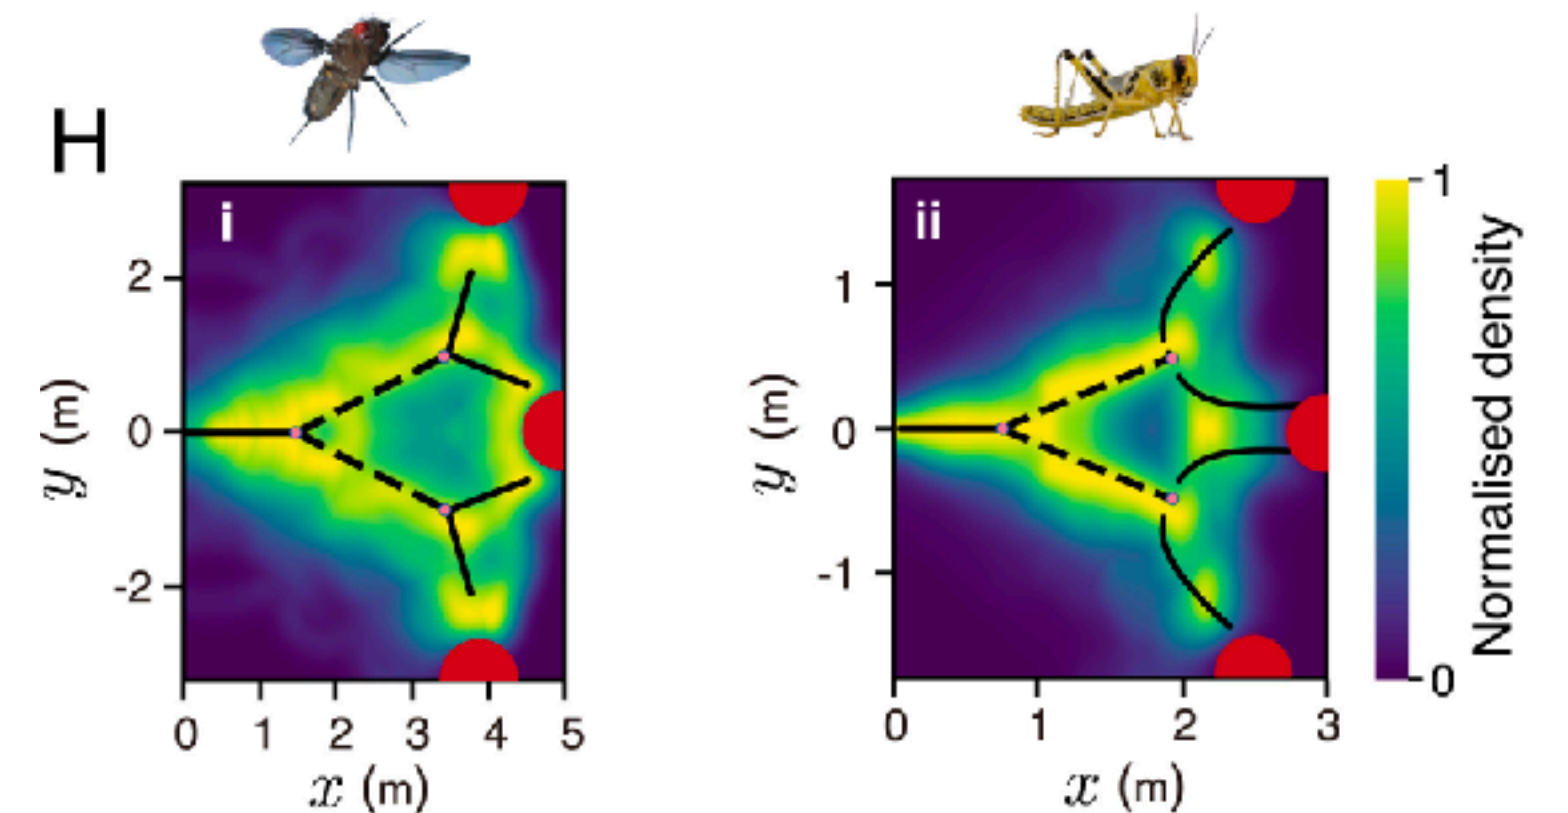 H
i
ii
2
0
-2
y (m)
0 1 2 3 4 5
x (m)
1
0
-1
y (m)
0 1 2 3
x (m)
1
0
Normalised density